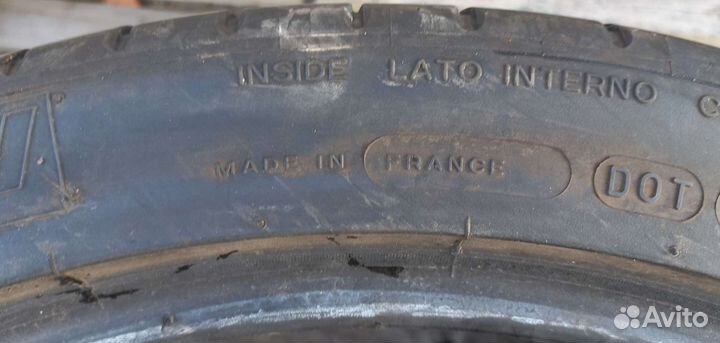 INSIDE LATO INTERNO
MADE IN FRANCE DOT
Avito